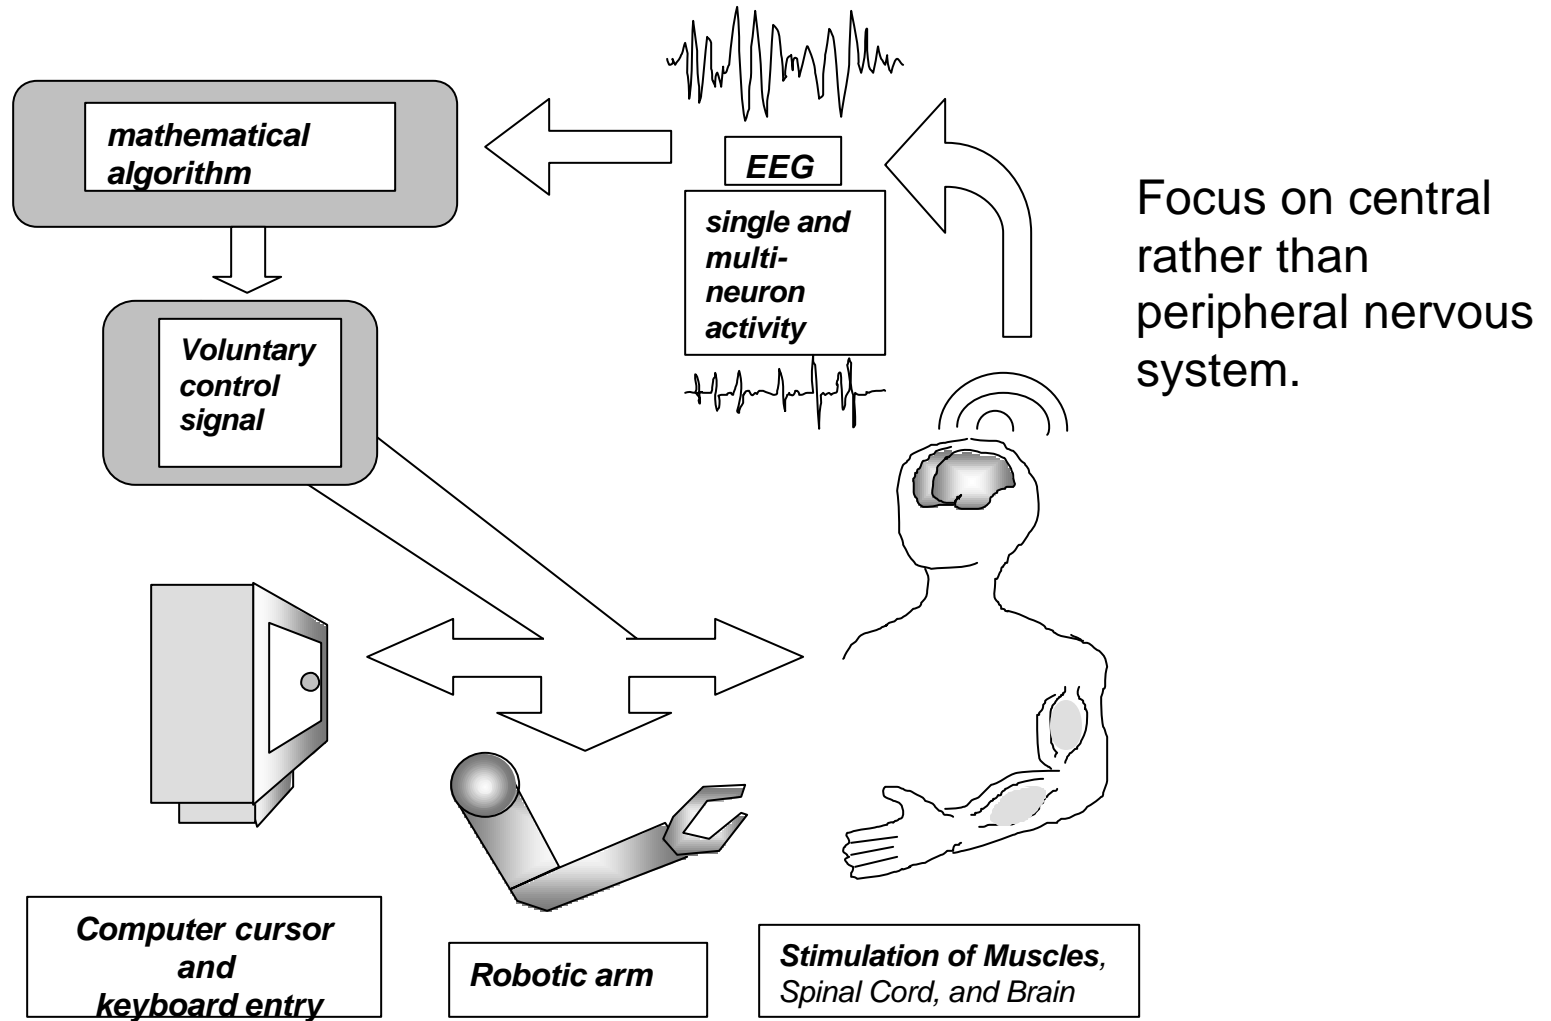 mathematical
algorithm
EEG
single and
multi-
neuron
activity
Focus on central
rather than
peripheral nervous
system.
Voluntary
control
signal
Computer cursor
and
keyboard entry
Robotic arm
Stimulation of Muscles,
Spinal Cord, and Brain